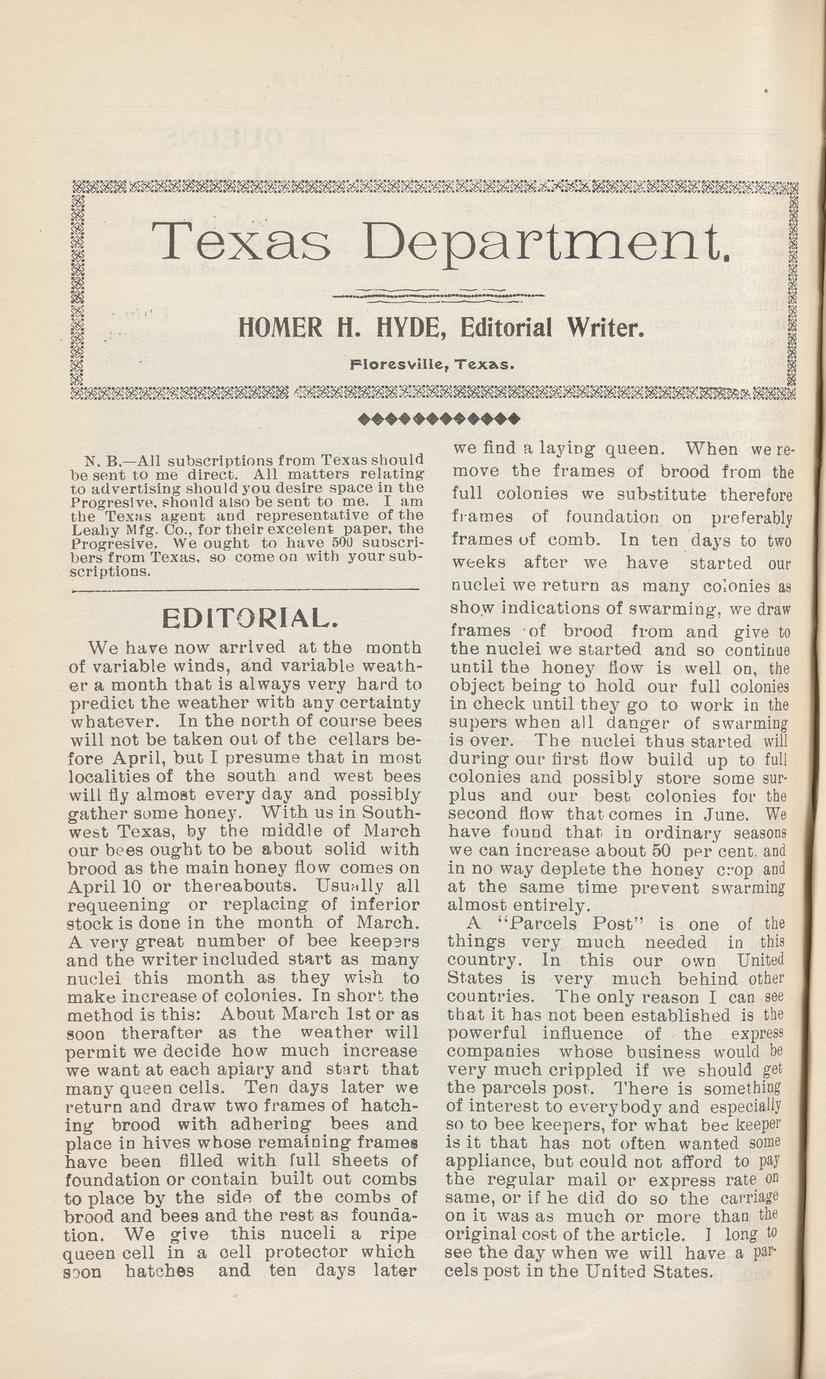 Texas Department.
HOMER H. HYDE, Editorial Writer.
Floresville, Texas.
N. B.—All subscriptions from Texas should
be sent to me direct. All matters relating
to advertising should you desire space in the
Progresive, should also be sent to me. I am
the Texas agent and representative of the
Leahy Mfg. Co., for their excelent paper, the
Progresive. We ought to have 500 suoscri-
bers from Texas, so come on with your sub-
scriptions.
EDITORIAL.
We have now arrived at the month
of variable winds, and variable weath-
er a month that is always very hard to
predict the weather with any certainty
whatever. In the north of course bees
will not be taken out of the cellars be-
fore April, but I presume that in most
localities of the south and west bees
will fly almost every day and possibly
gather some honey. With us in South-
west Texas, by the middle of March
our bees ought to be about solid with
brood as the main honey flow comes on
April 10 or thereabouts. Usually all
requeening or replacing of inferior
stock is done in the month of March.
A very great number of bee keepers
and the writer included start as many
nuclei this month as they wish to
make increase of colonies. In short the
method is this: About March 1st or as
soon therafter as the weather will
permit we decide how much increase
we want at each apiary and start that
many queen cells. Ten days later we
return and draw two frames of hatch-
ing brood with adhering bees and
place in hives whose remaining frames
have been filled with full sheets of
foundation or contain built out combs
to place by the side of the combs of
brood and bees and the rest as founda-
tion. We give this nuceli a ripe
queen cell in a cell protector which
soon hatches and ten days later
we find a laying queen. When we re-
move the frames of brood from the
full colonies we substitute therefore
frames of foundation on preferably
frames of comb. In ten days to two
weeks after we have started our
nuclei we return as many colonies as
show indications of swarming, we draw
frames of brood from and give to
the nuclei we started and so continue
until the honey flow is well on, the
object being to hold our full colonies
in check until they go to work in the
supers when all danger of swarming
is over. The nuclei thus started will
during our first flow build up to full
colonies and possibly store some sur-
plus and our best colonies for the
second flow that comes in June. We
have found that in ordinary seasons
we can increase about 50 per cent. and
in no way deplete the honey crop and
at the same time prevent swarming
almost entirely.
A "Parcels Post" is one of the
things very much needed in this
country. In this our own United
States is very much behind other
countries. The only reason I can see
that it has not been established is the
powerful influence of the express
companies whose business would be
very much crippled if we should get
the parcels post. There is something
of interest to everybody and especially
so to bee keepers, for what bee keeper
is it that has not often wanted some
appliance, but could not afford to pay
the regular mail or express rate on
same, or if he did do so the carriage
on it was as much or more than the
original cost of the article. I long to
see the day when we will have a par-
cels post in the United States.